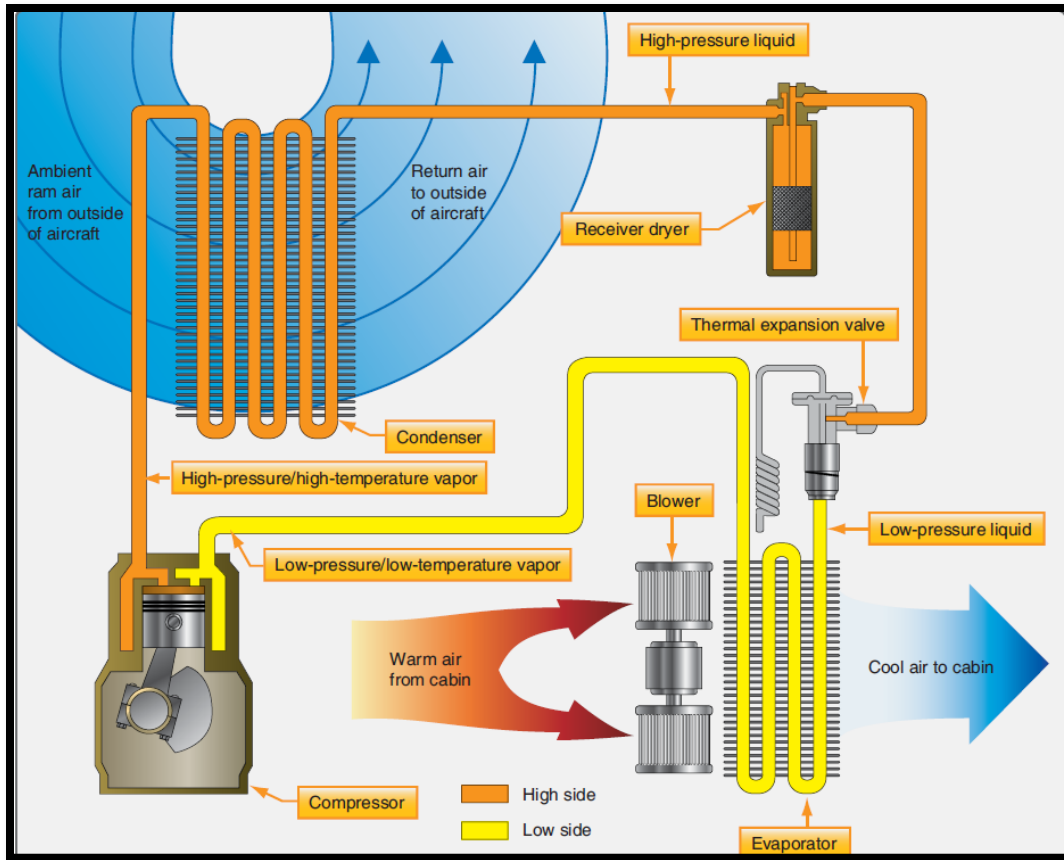 High-pressure liquid
Ambient
ram air
from outside
of aircraft
Return air
to outside
of aircraft
Receiver dryer
Thermal expansion valve
Condenser
High-pressure/high-temperature vapor
Blower
Low-pressure liquid
Low-pressure/low-temperature vapor
Warm air
from cabin
Cool air to cabin
Compressor
High side
Low side
Evaporator